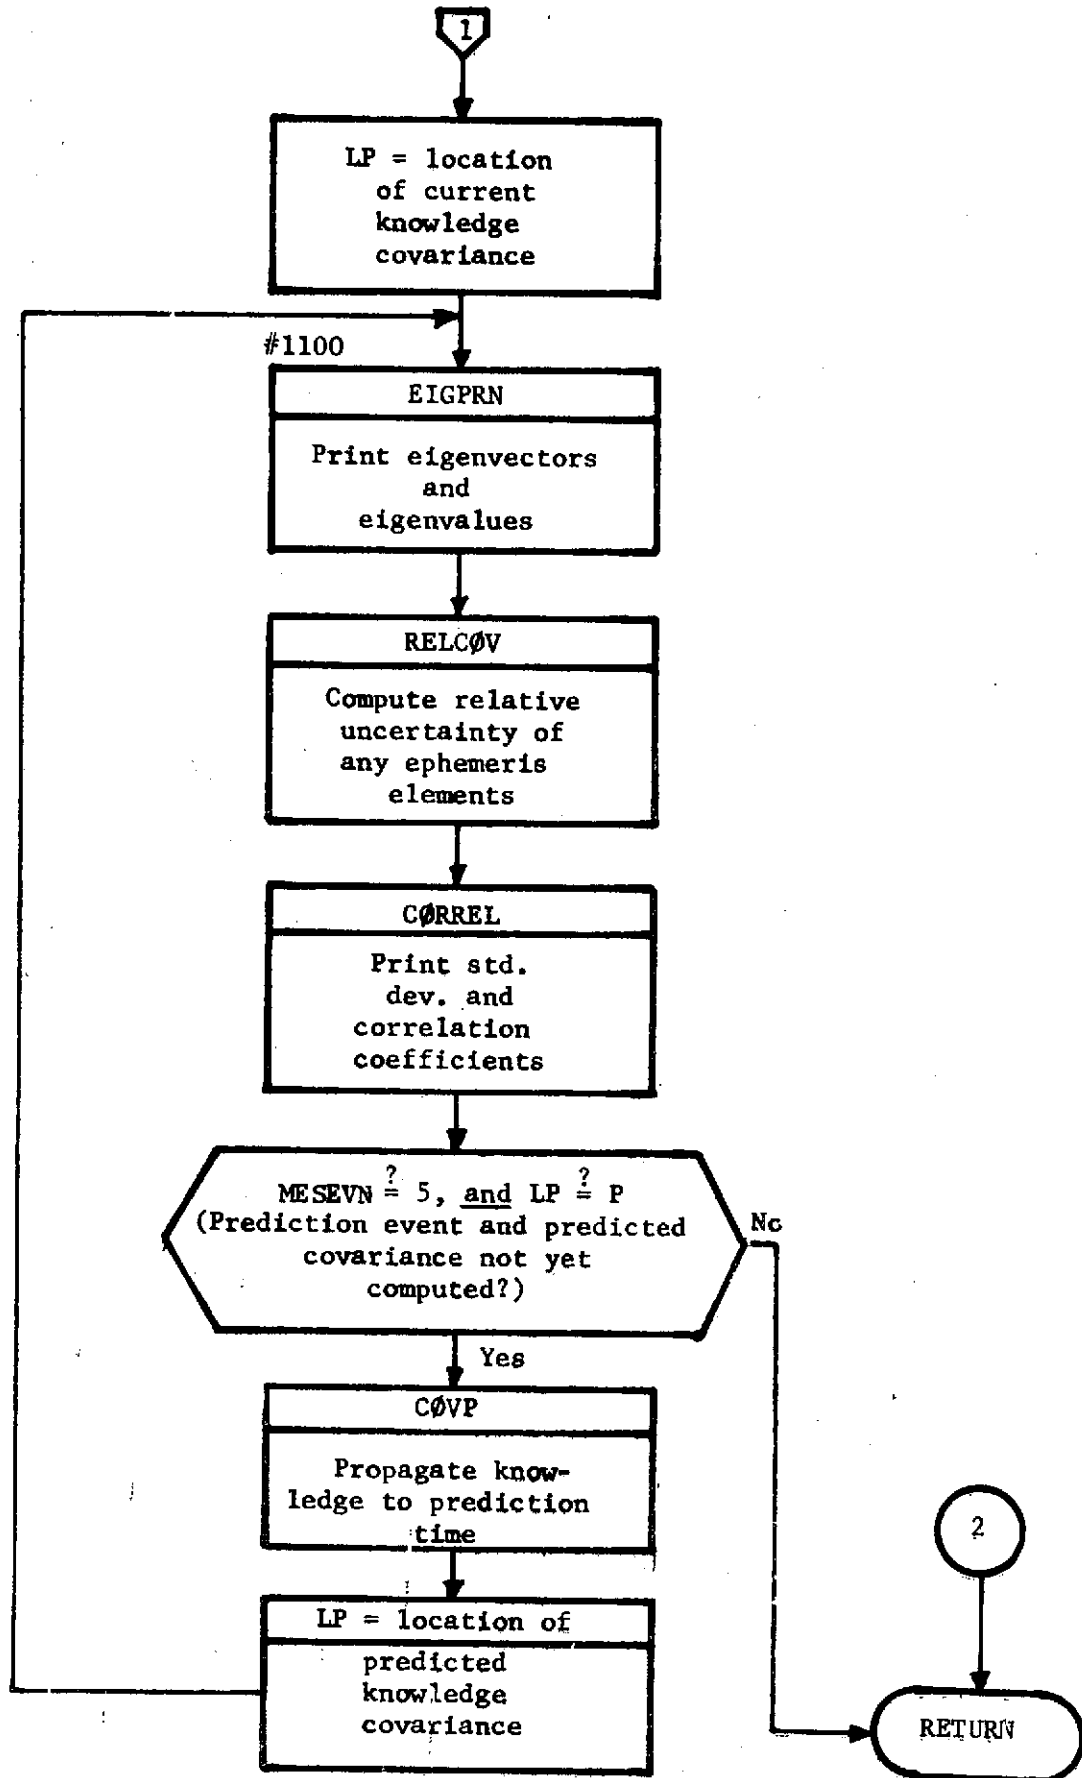 1
LP = location
of current
knowledge
covariance
#1100
EIGPRN
Print eigenvectors
and
eigenvalues
RELCØV
Compute relative
uncertainty of
any ephemeris
elements
CØRREL
Print std.
dev. and
correlation
coefficients
MESEVN ?= 5, and LP ?= P
(Prediction event and predicted
covariance not yet
computed?)
No
Yes
CØVP
Propagate know-
ledge to prediction
time
LP = location of
predicted
knowledge
covariance
2
RETURN